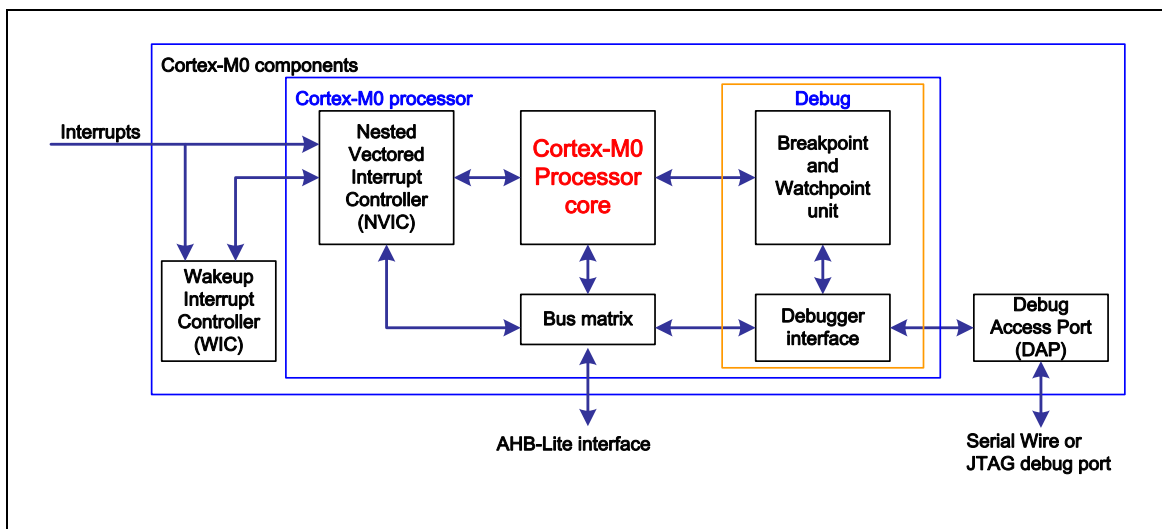 Cortex-M0 components
Cortex-M0 processor
Debug
Interrupts
Nested
Vectored
Interrupt
Controller
(NVIC)
Cortex-M0
Processor
core
Breakpoint
and
Watchpoint
unit
Wakeup
Interrupt
Controller
(WIC)
Bus matrix
Debugger
interface
Debug
Access Port
(DAP)
AHB-Lite interface
Serial Wire or
JTAG debug port